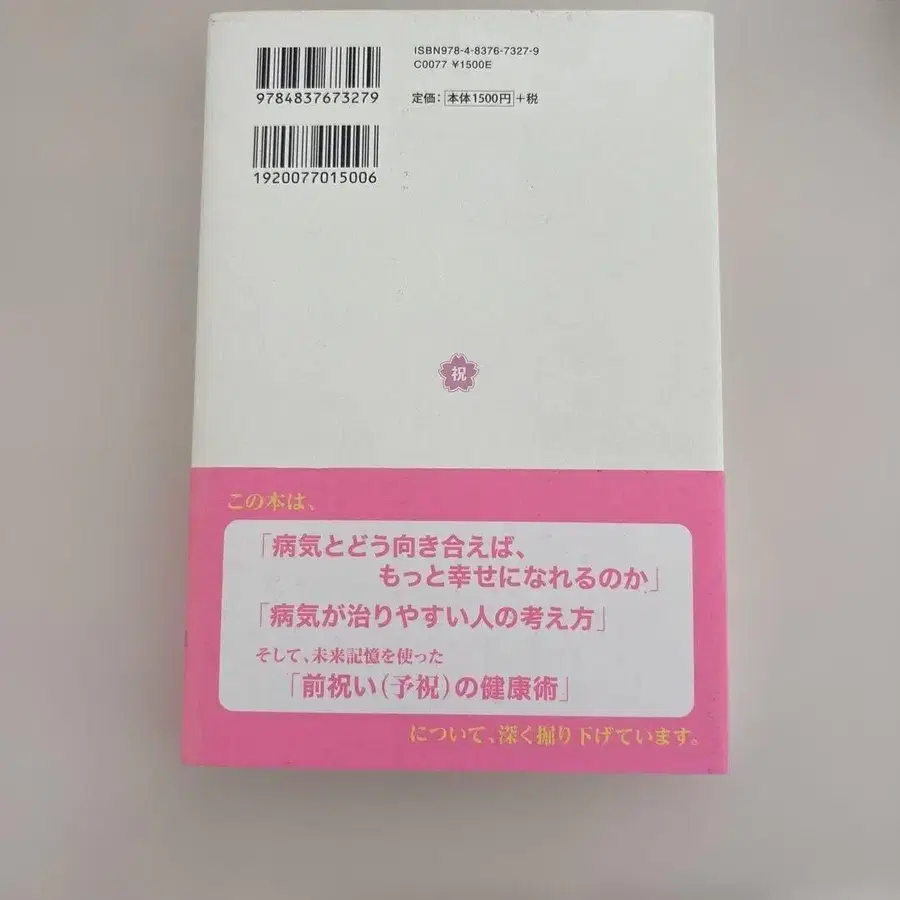 ISBN978-4-8376-7327-9
C0077 ¥1500E
9784837673279
定価：本体1500円＋税
1920077015006
祝
この本は、
「病気とどう向き合えば、
もっと幸せになれるのか」
「病気が治りやすい人の考え方」
そして、未来記憶を使った
「前祝い（予祝）の健康術」
について、深く掘り下げています。